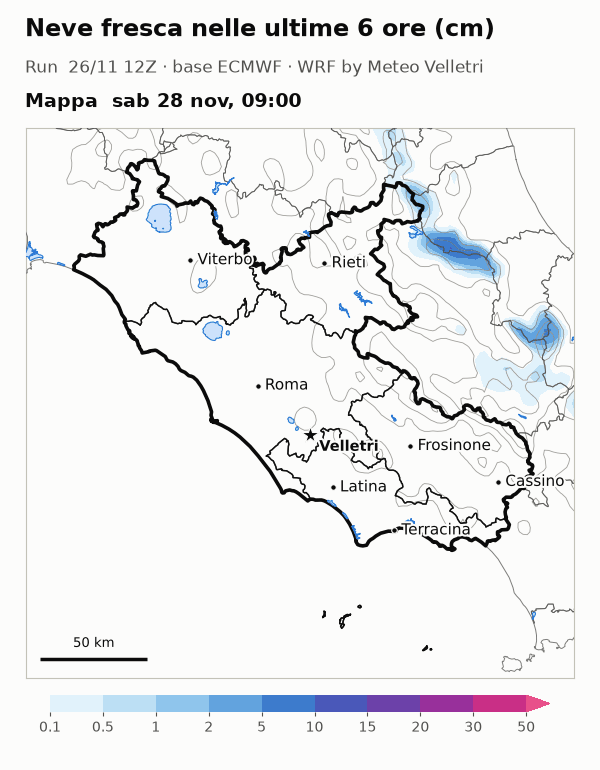 Neve fresca nelle ultime 6 ore (cm)
Run  26/11 12Z · base ECMWF · WRF by Meteo Velletri
Mappa  sab 28 nov, 09:00
Viterbo
Rieti
Roma
Velletri
Frosinone
Latina
Cassino
Terracina
50 km
0.1 0.5 1 2 5 10 15 20 30 50